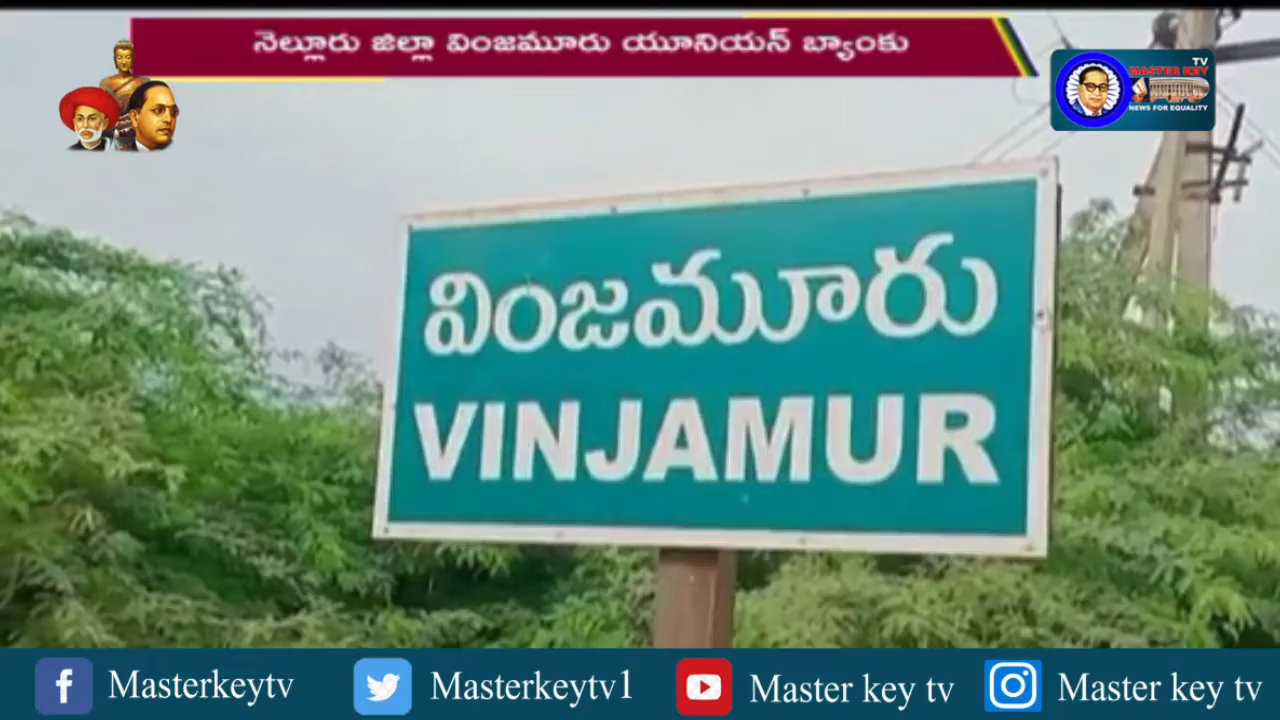 నెల్లూరు జిల్లా వింజమూరు యూనియన్ బ్యాంకు
TV
MASTER KEY
NEWS FOR EQUALITY
వింజమూరు
VINJAMUR
Masterkeytv
Masterkeytv1
Master key tv
Master key tv